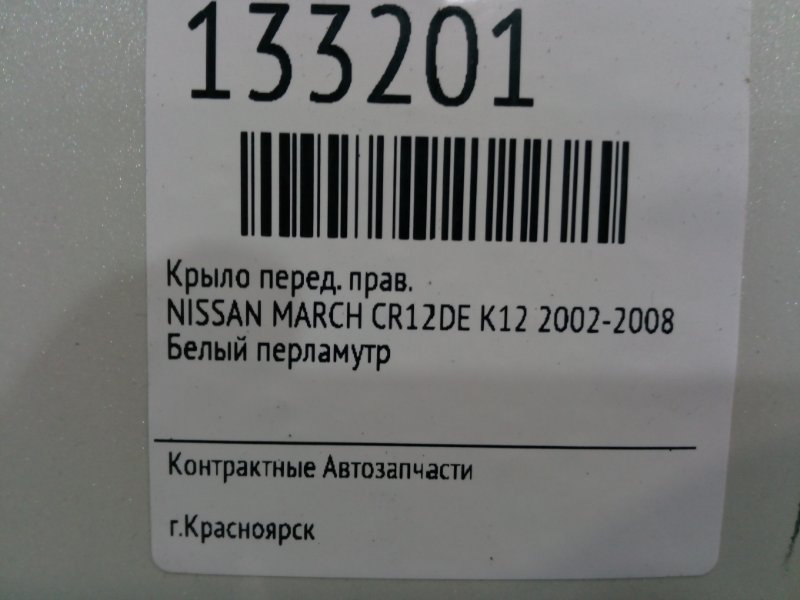 133201
Крыло перед. прав.
NISSAN MARCH CR12DE K12 2002-2008
Белый перламутр
Контрактные Автозапчасти
г.Красноярск